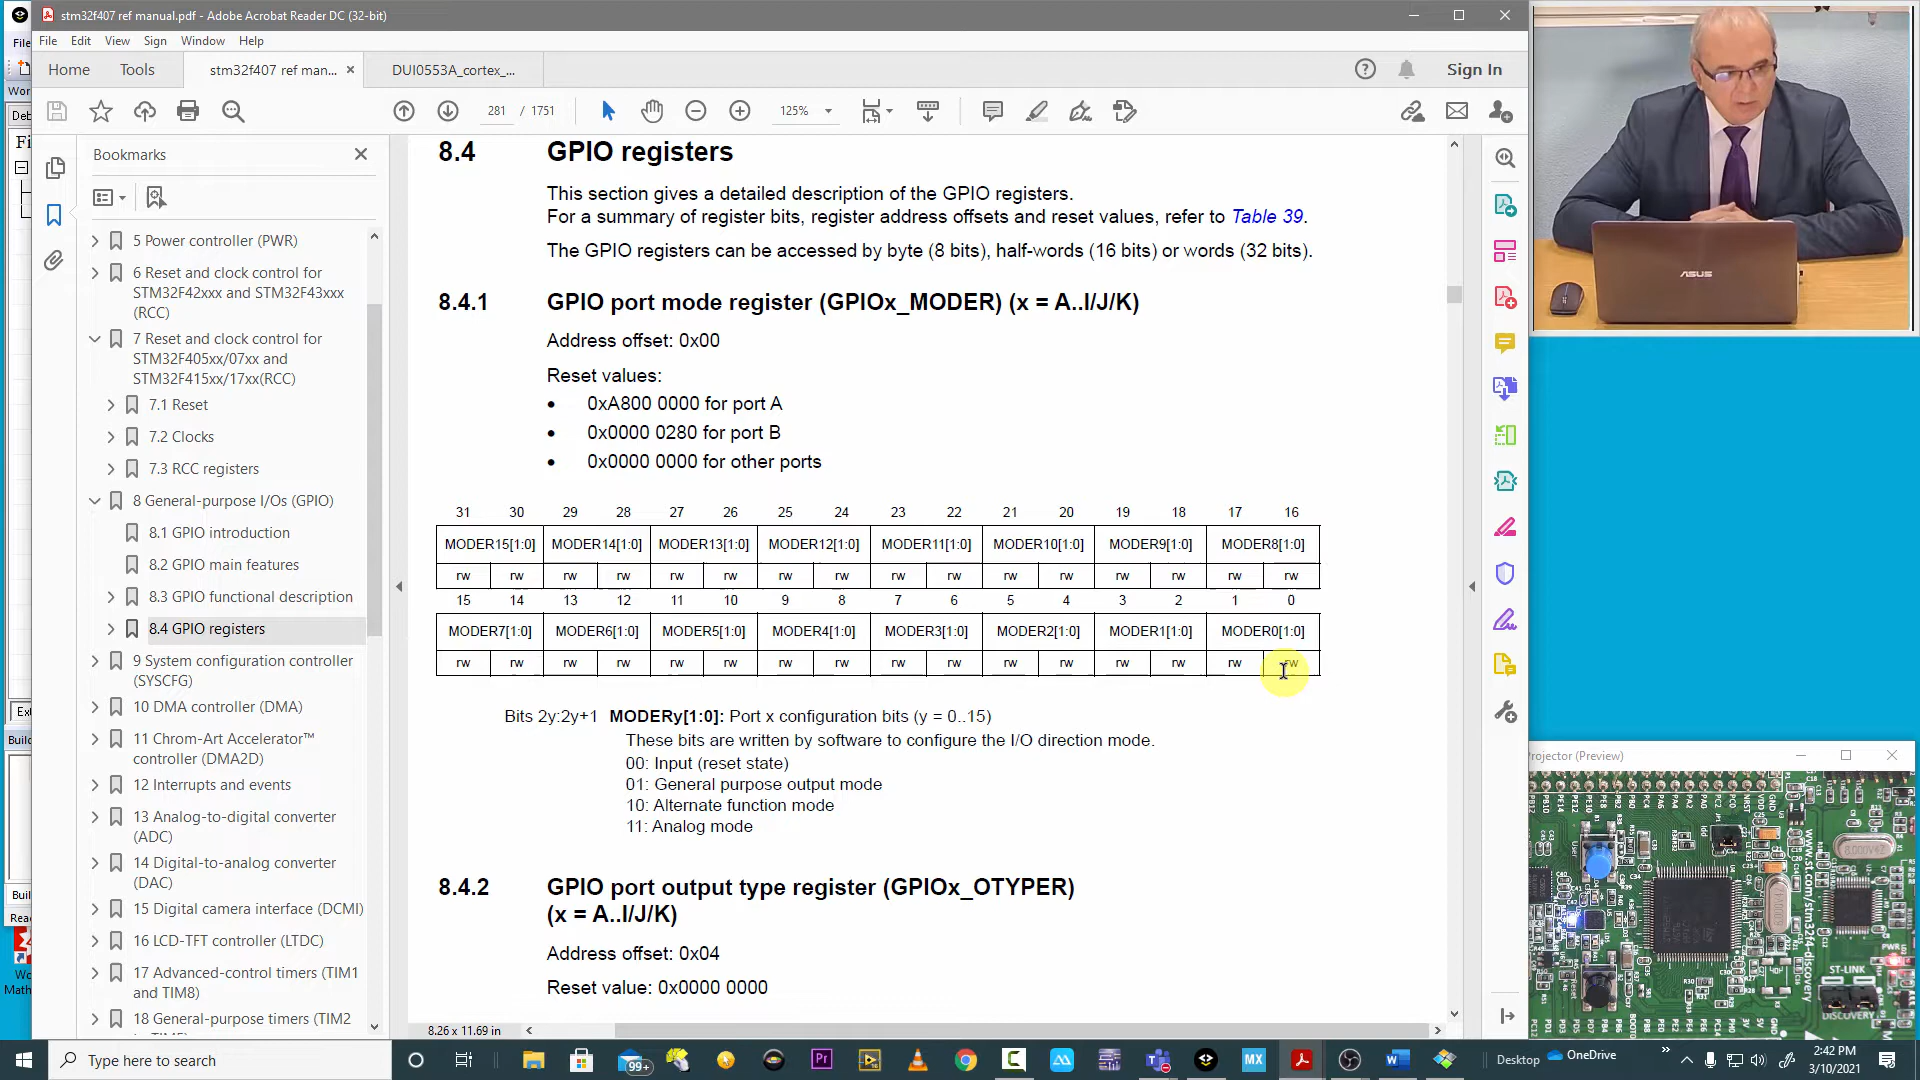 stm32f407 ref manual.pdf - Adobe Acrobat Reader DC (32-bit)
File Edit View Sign Window Help
Home Tools stm32f407 ref man... DUI0553A_cortex_... Sign In
281 / 1751 125%
Bookmarks
5 Power controller (PWR)
6 Reset and clock control for
STM32F42xxx and STM32F43xxx
(RCC)
7 Reset and clock control for
STM32F405xx/07xx and
STM32F415xx/17xx(RCC)
7.1 Reset
7.2 Clocks
7.3 RCC registers
8 General-purpose I/Os (GPIO)
8.1 GPIO introduction
8.2 GPIO main features
8.3 GPIO functional description
8.4 GPIO registers
9 System configuration controller
(SYSCFG)
10 DMA controller (DMA)
11 Chrom-Art Accelerator™
controller (DMA2D)
12 Interrupts and events
13 Analog-to-digital converter
(ADC)
14 Digital-to-analog converter
(DAC)
15 Digital camera interface (DCMI)
16 LCD-TFT controller (LTDC)
17 Advanced-control timers (TIM1
and TIM8)
18 General-purpose timers (TIM2
8.4 GPIO registers
This section gives a detailed description of the GPIO registers.
For a summary of register bits, register address offsets and reset values, refer to Table 39.
The GPIO registers can be accessed by byte (8 bits), half-words (16 bits) or words (32 bits).
8.4.1 GPIO port mode register (GPIOx_MODER) (x = A..I/J/K)
Address offset: 0x00
Reset values:
• 0xA800 0000 for port A
• 0x0000 0280 for port B
• 0x0000 0000 for other ports
31 30 29 28 27 26 25 24 23 22 21 20 19 18 17 16
MODER15[1:0] MODER14[1:0] MODER13[1:0] MODER12[1:0] MODER11[1:0] MODER10[1:0] MODER9[1:0] MODER8[1:0]
rw rw rw rw rw rw rw rw rw rw rw rw rw rw rw rw
15 14 13 12 11 10 9 8 7 6 5 4 3 2 1 0
MODER7[1:0] MODER6[1:0] MODER5[1:0] MODER4[1:0] MODER3[1:0] MODER2[1:0] MODER1[1:0] MODER0[1:0]
rw rw rw rw rw rw rw rw rw rw rw rw rw rw rw rw
Bits 2y:2y+1 MODERy[1:0]: Port x configuration bits (y = 0..15)
These bits are written by software to configure the I/O direction mode.
00: Input (reset state)
01: General purpose output mode
10: Alternate function mode
11: Analog mode
8.4.2 GPIO port output type register (GPIOx_OTYPER)
(x = A..I/J/K)
Address offset: 0x04
Reset value: 0x0000 0000
8.26 x 11.69 in
ASUS
rojector (Preview)
www.st.com/stm32f4-discovery
ST-LINK
DISCOVERY
Type here to search
99+
Pr
MX
Desktop
OneDrive
2:42 PM
3/10/2021